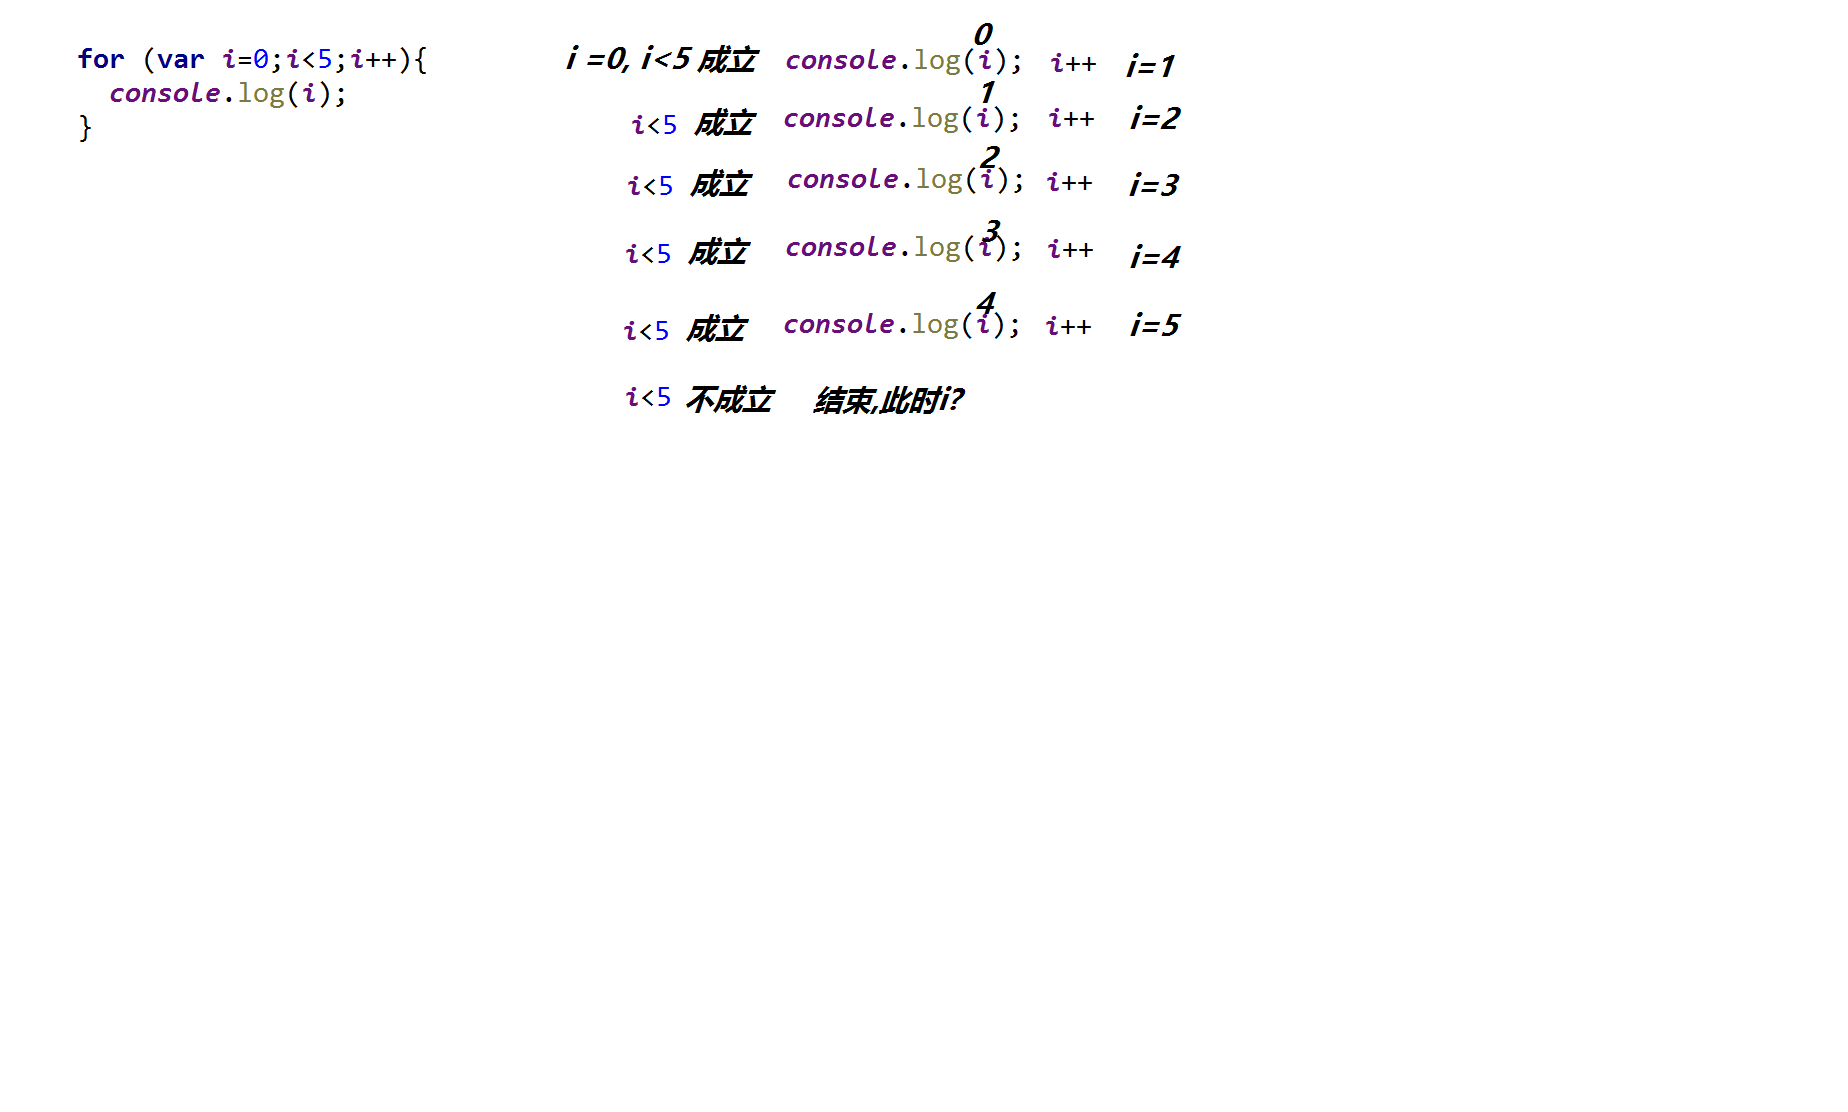 for (var i=0;i<5;i++){
  console.log(i);
}
i =0, i<5 成立 console.log(i); i++ i=1
0
i<5 成立 console.log(i); i++ i=2
1
i<5 成立 console.log(i); i++ i=3
2
i<5 成立 console.log(i); i++ i=4
3
i<5 成立 console.log(i); i++ i=5
4
i<5 不成立 结束,此时i?